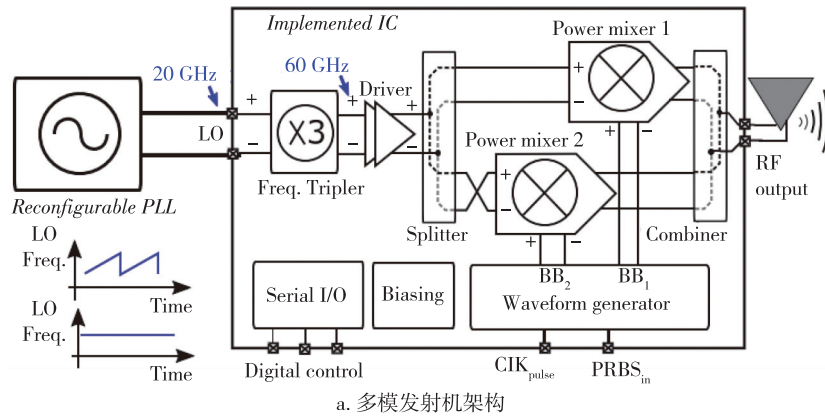 Implemented IC
Power mixer 1
20 GHz
60 GHz
Driver
+
+
+
+
−
LO
−
−
−
X3
Freq. Tripler
Power mixer 2
+
−
+
−
+
−
+
−
RF
output
Reconfigurable PLL
Splitter
Combiner
LO
Freq.
Time
LO
Freq.
Time
Serial I/O
Biasing
BB2
BB1
Waveform generator
Digital control
CIKpulse
PRBSin
a. 多模发射机架构